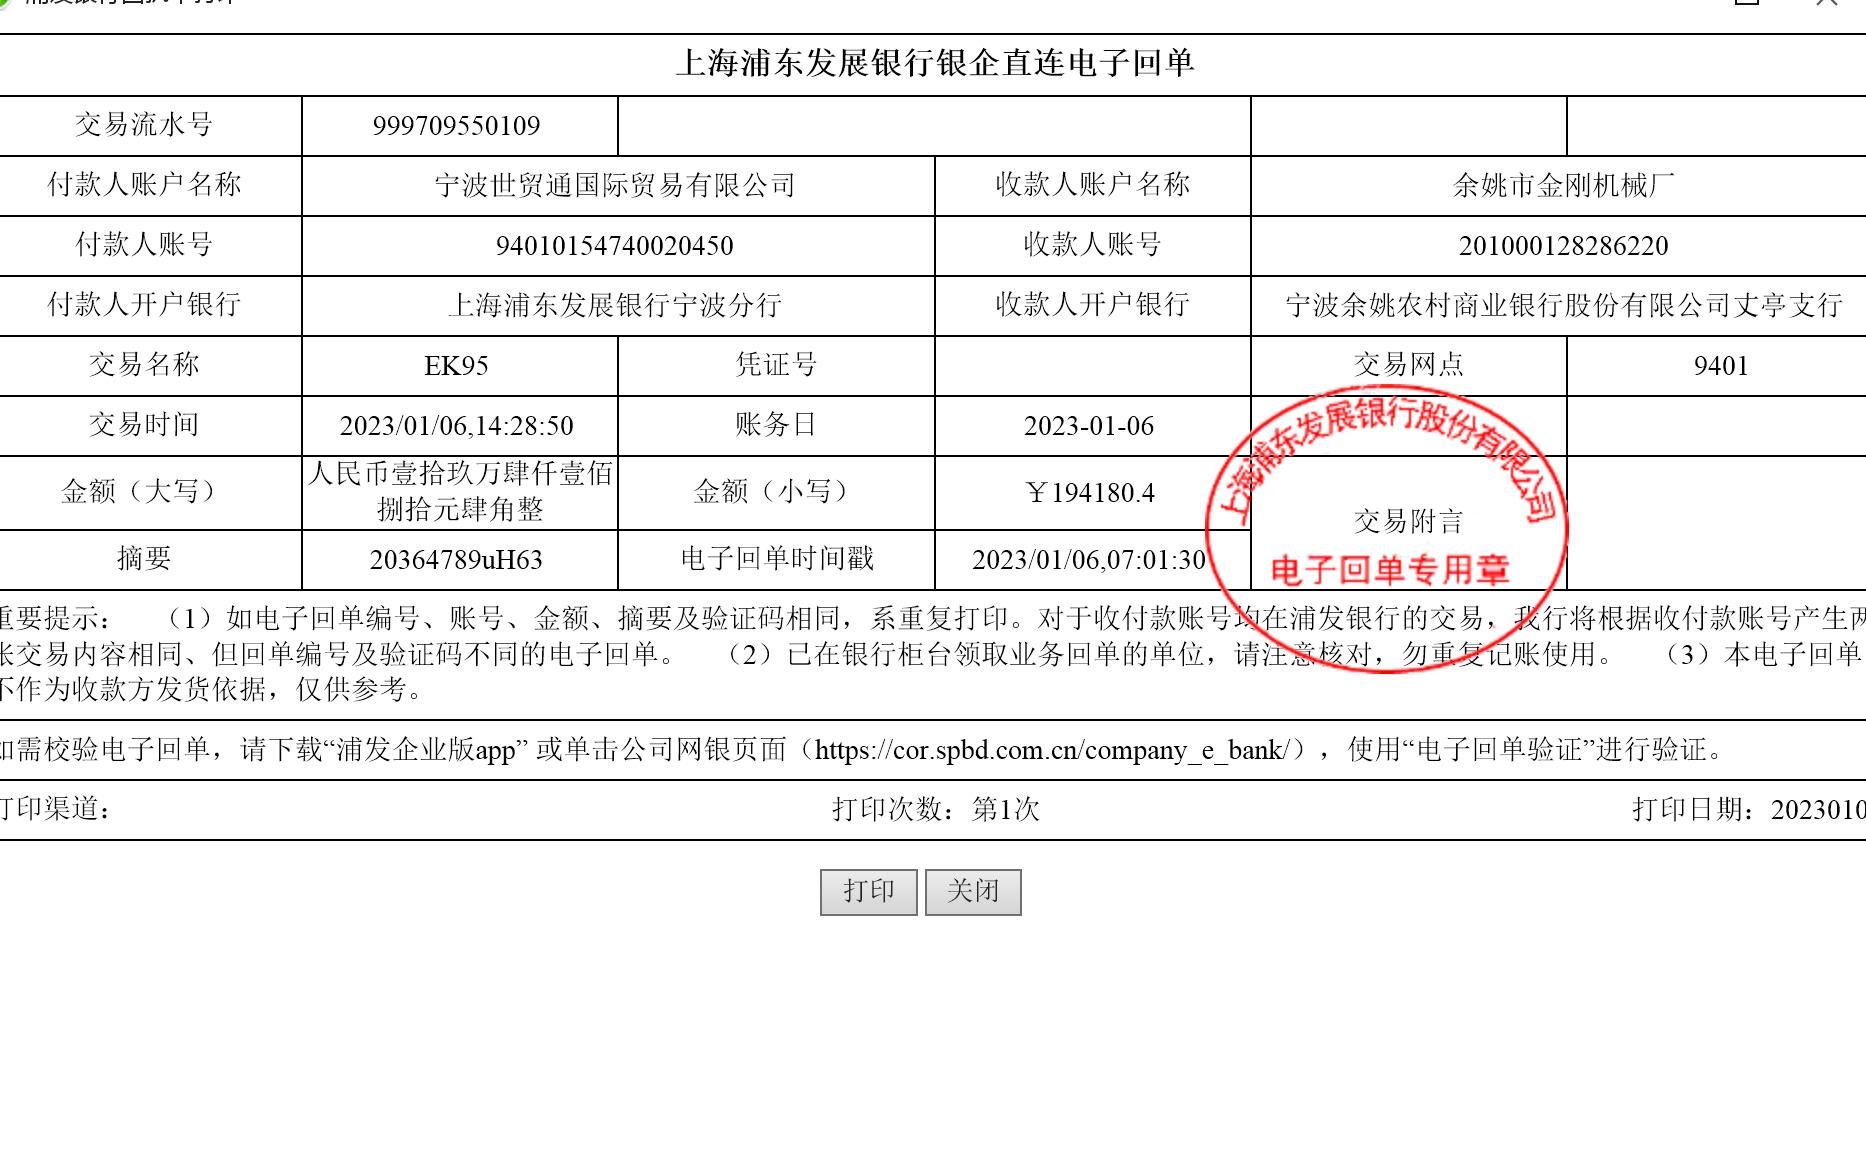 上海浦东发展银行银企直连电子回单
交易流水号 999709550109
付款人账户名称 宁波世贸通国际贸易有限公司 收款人账户名称 余姚市金刚机械厂
付款人账号 94010154740020450 收款人账号 201000128286220
付款人开户银行 上海浦东发展银行宁波分行 收款人开户银行 宁波余姚农村商业银行股份有限公司丈亭支行
交易名称 EK95 凭证号 交易网点 9401
交易时间 2023/01/06,14:28:50 账务日 2023-01-06
金额（大写） 人民币壹拾玖万肆仟壹佰
捌拾元肆角整 金额（小写） ￥194180.4
交易附言
摘要 20364789uH63 电子回单时间戳 2023/01/06,07:01:30
上海浦东发展银行股份有限公司
电子回单专用章
重要提示： （1）如电子回单编号、账号、金额、摘要及验证码相同，系重复打印。对于收付款账号均在浦发银行的交易，我行将根据收付款账号产生两
张交易内容相同、但回单编号及验证码不同的电子回单。 （2）已在银行柜台领取业务回单的单位，请注意核对，勿重复记账使用。 （3）本电子回单
不作为收款方发货依据，仅供参考。
如需校验电子回单，请下载“浦发企业版app” 或单击公司网银页面（https://cor.spbd.com.cn/company_e_bank/），使用“电子回单验证”进行验证。
打印渠道： 打印次数：第1次 打印日期：2023010
打印 关闭